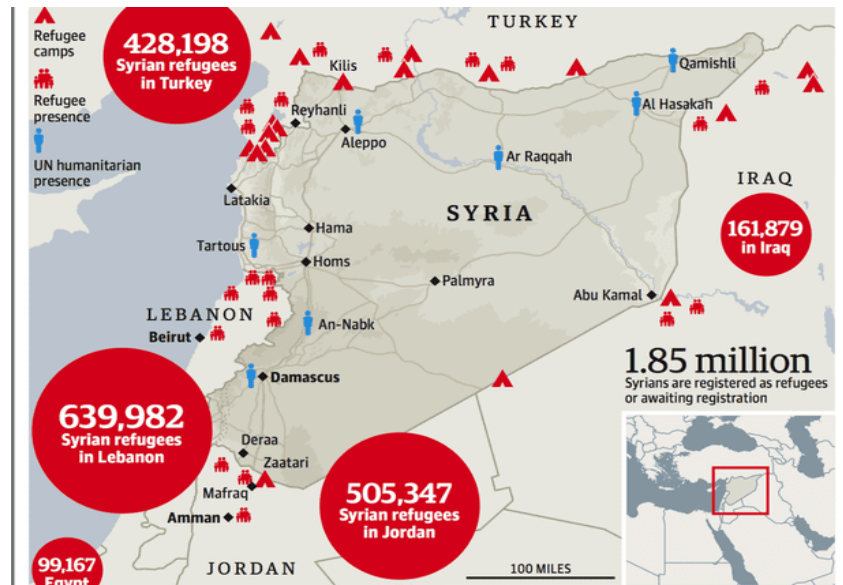 TURKEY
Refugee
camps
428,198
Syrian refugees
in Turkey
Kilis
Qamishli
Refugee
presence
Reyhanli
Al Hasakah
Aleppo
UN humanitarian
presence
Ar Raqqah
IRAQ
Latakia
SYRIA
161,879
in Iraq
Hama
Tartous
Homs
Palmyra
Abu Kamal
LEBANON
An-Nabk
Beirut
1.85 million
Syrians are registered as refugees
or awaiting registration
Damascus
639,982
Syrian refugees
in Lebanon
Deraa
Zaatari
Mafraq
505,347
Syrian refugees
in Jordan
Amman
99,167
Egypt
JORDAN
100 MILES